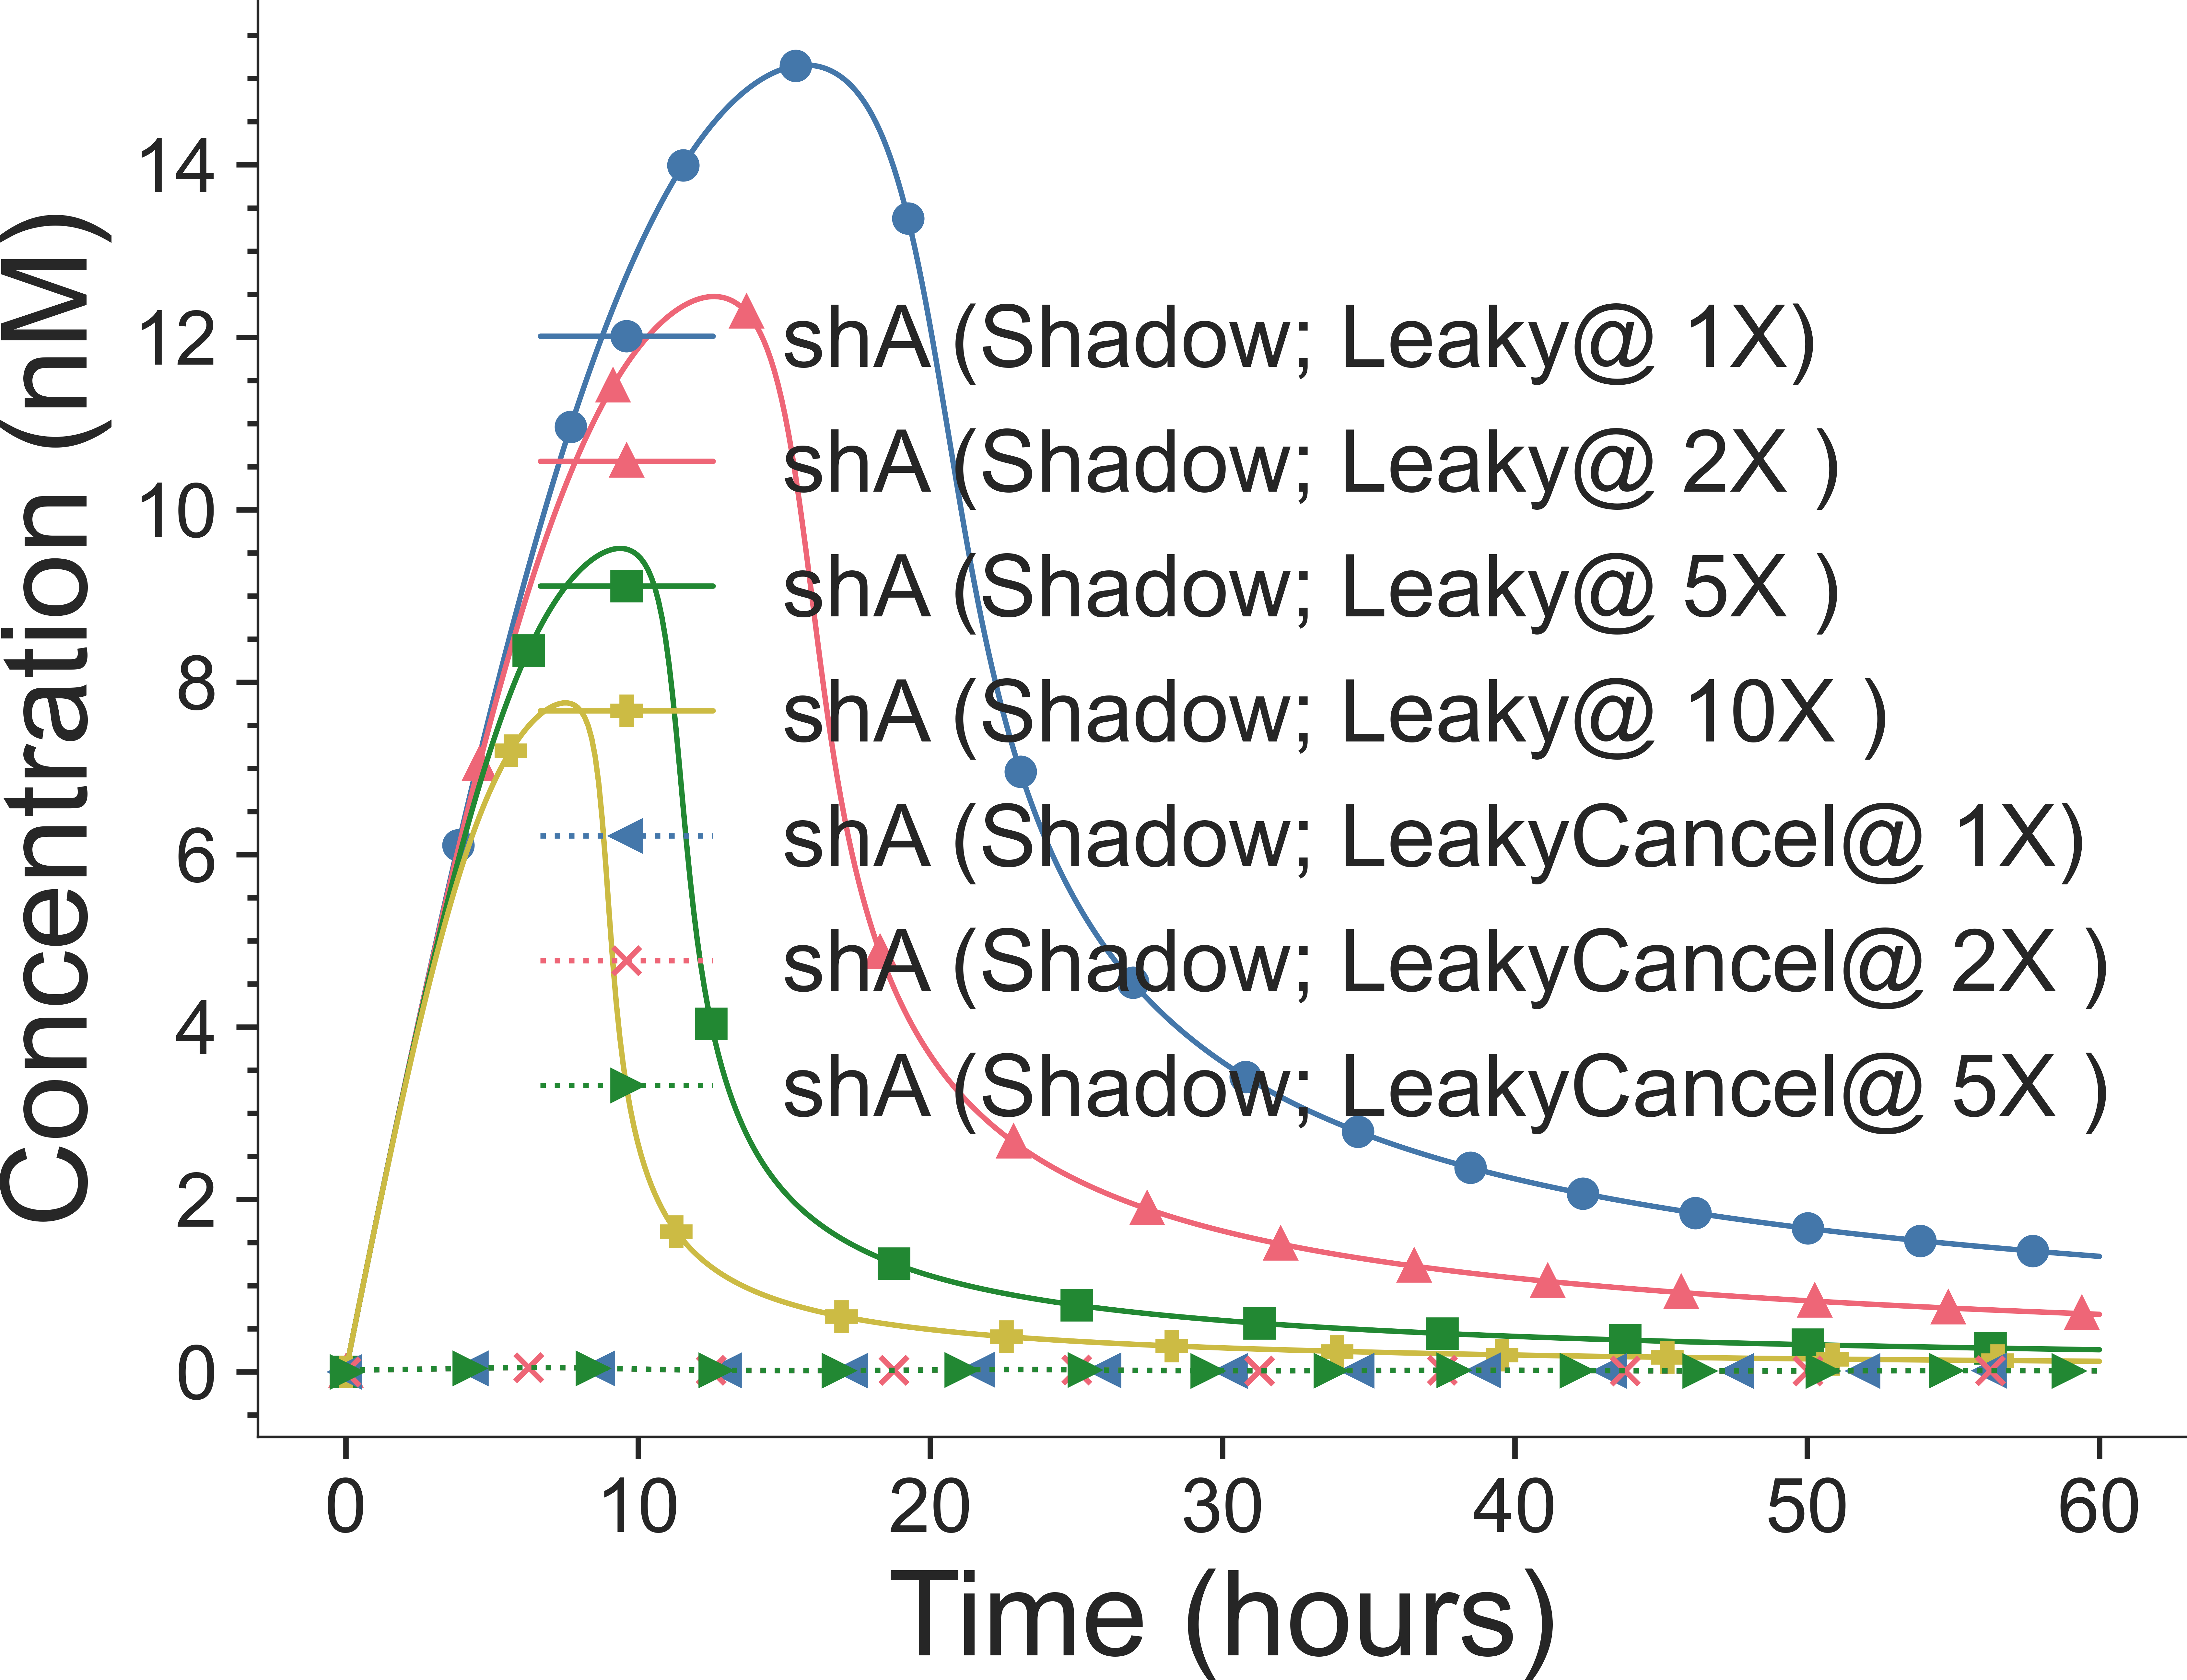 Concentration (nM)
14
12
10
8
6
4
2
0
shA (Shadow; Leaky@ 1X)
shA (Shadow; Leaky@ 2X )
shA (Shadow; Leaky@ 5X )
shA (Shadow; Leaky@ 10X )
shA (Shadow; LeakyCancel@ 1X)
shA (Shadow; LeakyCancel@ 2X )
shA (Shadow; LeakyCancel@ 5X )
0 10 20 30 40 50 60
Time (hours)